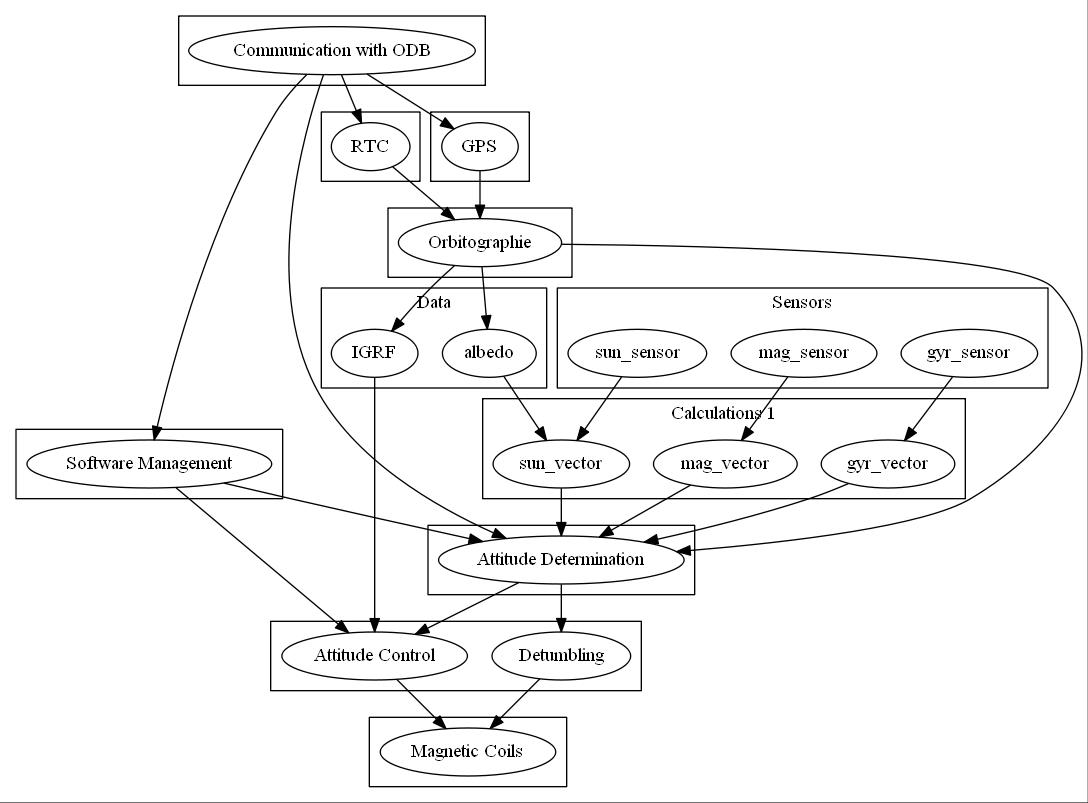 Communication with ODB
RTC
GPS
Orbitographie
Data
Sensors
IGRF
albedo
sun_sensor
mag_sensor
gyr_sensor
Calculations 1
Software Management
sun_vector
mag_vector
gyr_vector
Attitude Determination
Attitude Control
Detumbling
Magnetic Coils